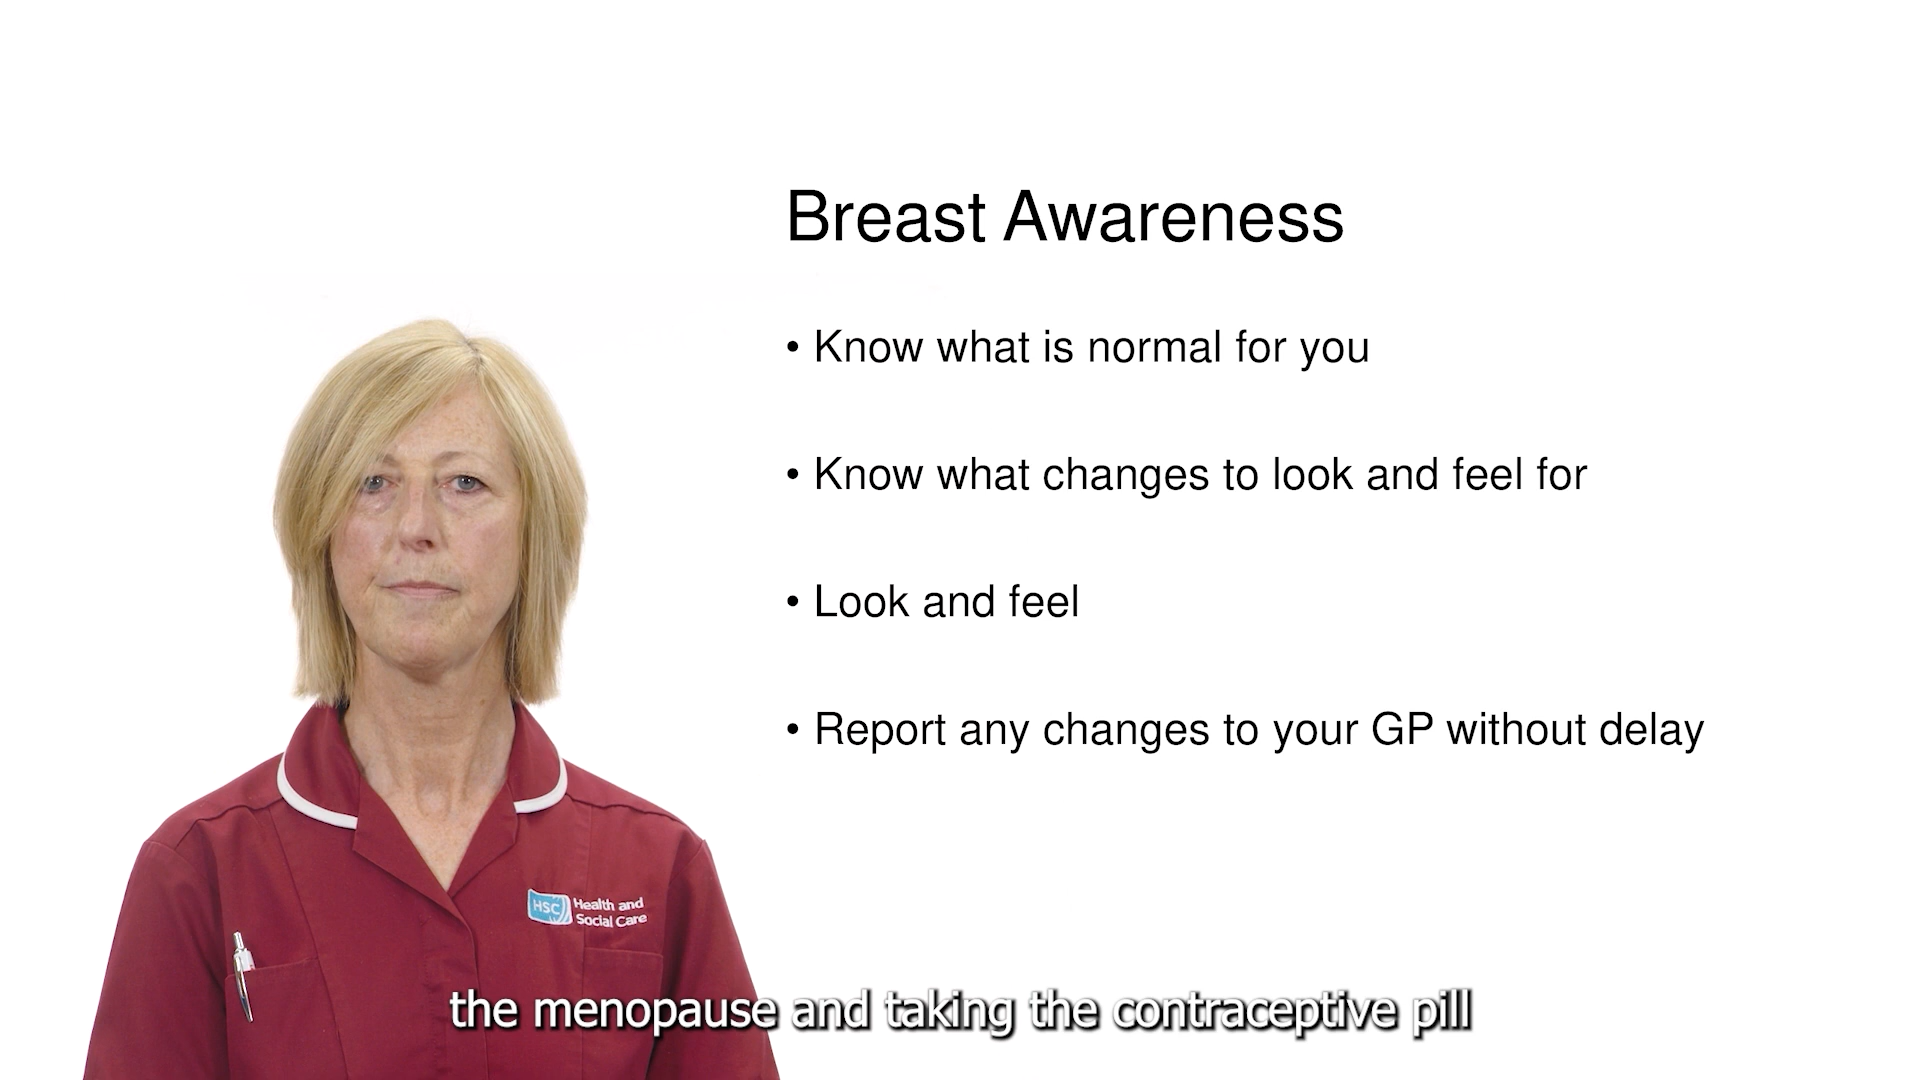 Breast Awareness
• Know what is normal for you
• Know what changes to look and feel for
• Look and feel
• Report any changes to your GP without delay
HSC Health and
Social Care
the menopause and taking the contraceptive pill